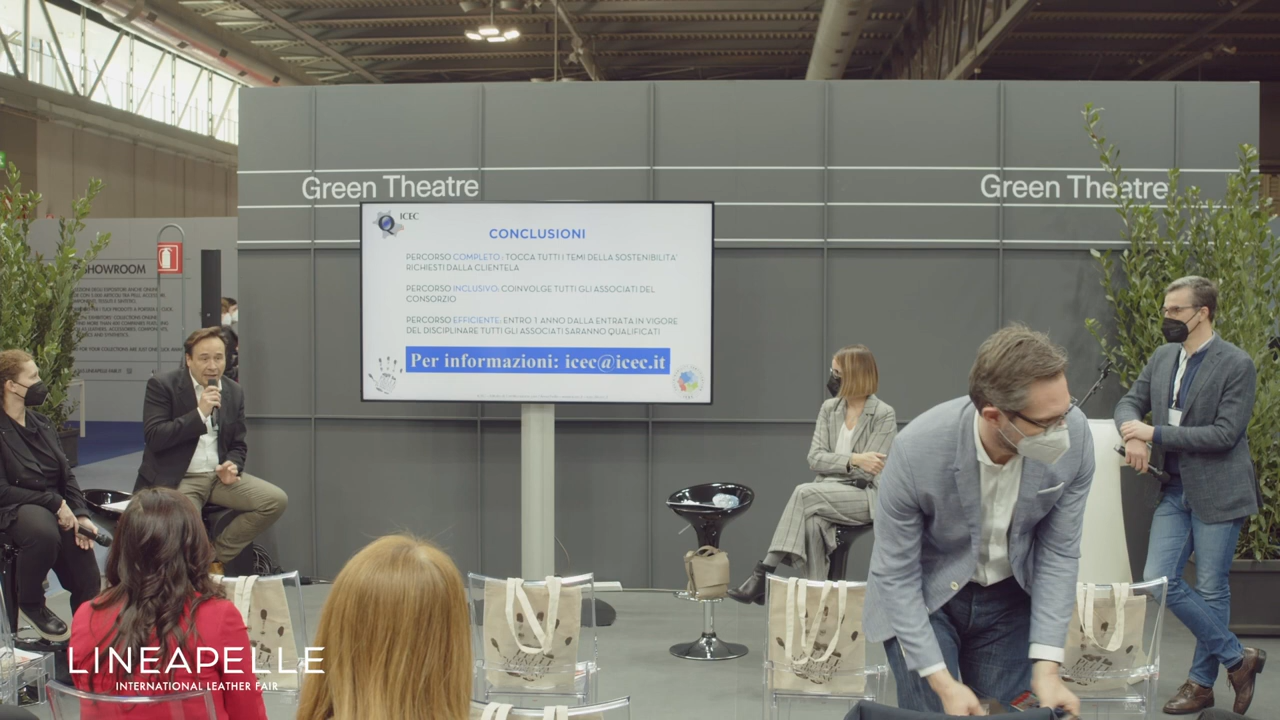 Green Theatre
Green Theatre
Q ICEC
CONCLUSIONI
PERCORSO COMPLETO: TOCCA TUTTI I TEMI DELLA SOSTENIBILITA'
RICHIESTI DALLA CLIENTELA
PERCORSO INCLUSIVO: COINVOLGE TUTTI GLI ASSOCIATI DEL
CONSORZIO
PERCORSO EFFICIENTE: ENTRO 1 ANNO DALLA ENTRATA IN VIGORE
DEL DISCIPLINARE TUTTI GLI ASSOCIATI SARANNO QUALIFICATI
Per informazioni: icec@icec.it
SHOWROOM
LINEAPELLE
INTERNATIONAL LEATHER FAIR